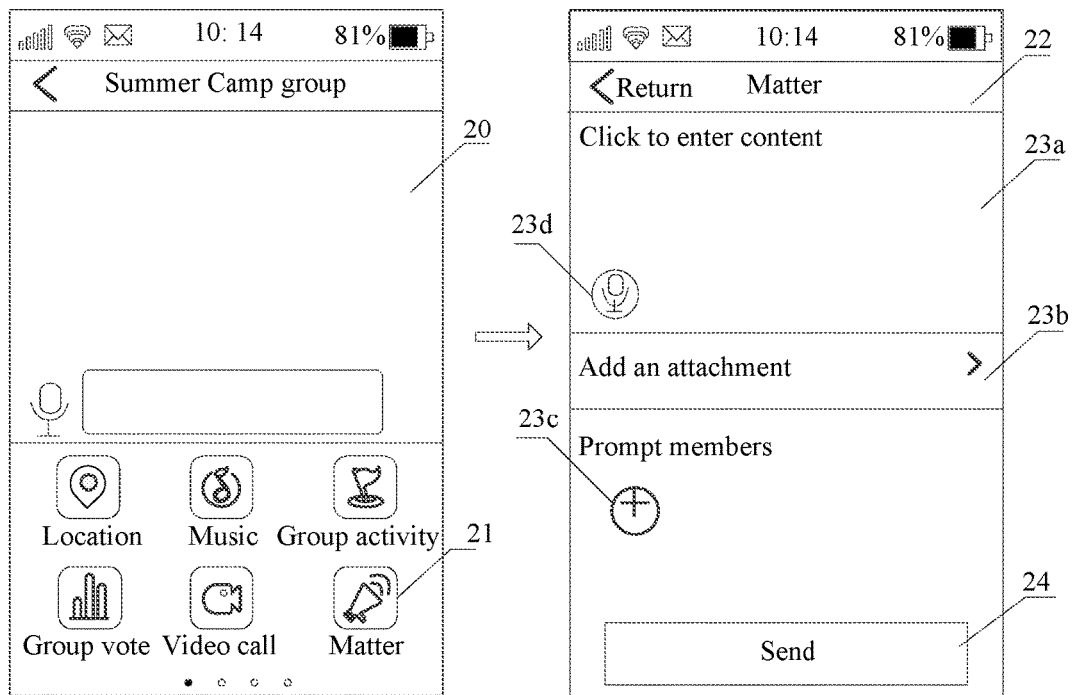 10: 14 81%
Summer Camp group
20
Location Music Group activity
21
Group vote Video call Matter
10:14 81%
22
Return Matter
Click to enter content
23a
23d
23b
Add an attachment
23c
Prompt members
24
Send